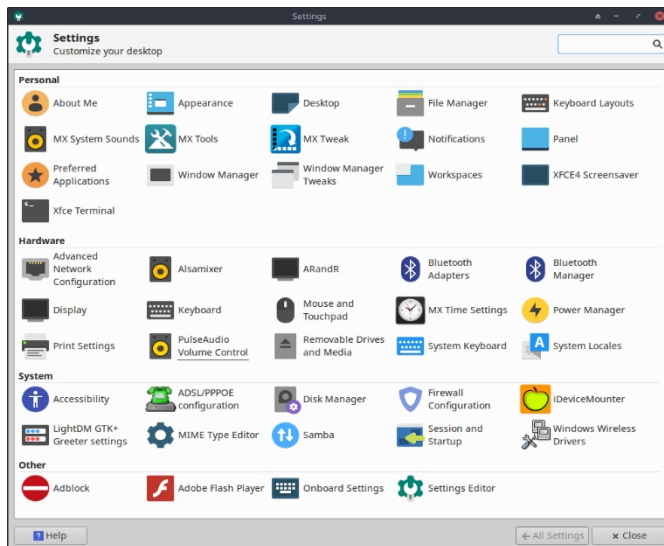 Settings
Settings
Customize your desktop
Personal
About Me
Appearance
Desktop
File Manager
Keyboard Layouts
MX System Sounds
MX Tools
MX Tweak
Notifications
Panel
Preferred
Applications
Window Manager
Window Manager
Tweaks
Workspaces
XFCE4 Screensaver
Xfce Terminal
Hardware
Advanced
Network
Configuration
Alsamixer
ARandR
Bluetooth
Adapters
Bluetooth
Manager
Display
Keyboard
Mouse and
Touchpad
MX Time Settings
Power Manager
Print Settings
PulseAudio
Volume Control
Removable Drives
and Media
System Keyboard
A
System Locales
System
Accessibility
ADSL/PPPOE
configuration
Disk Manager
Firewall
Configuration
iDeviceMounter
LightDM GTK+
Greeter settings
MIME Type Editor
Samba
Session and
Startup
Windows Wireless
Drivers
Other
Adblock
Adobe Flash Player
Onboard Settings
Settings Editor
? Help
← All Settings
× Close